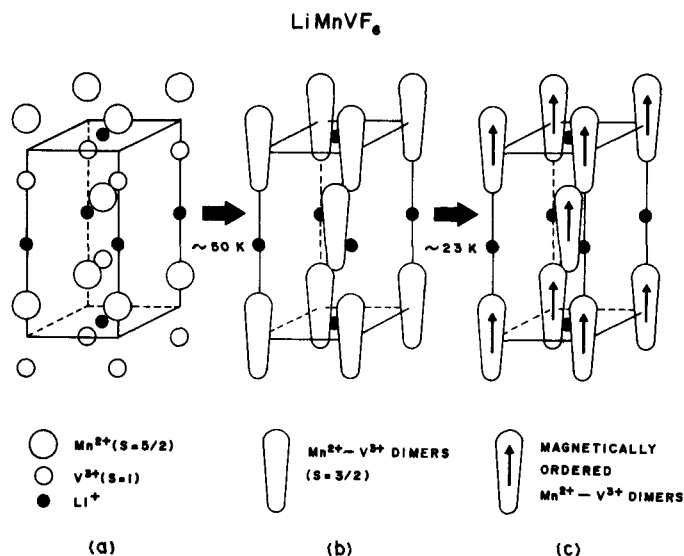 LiMnVF₆
~50 K
~23 K
Mn²⁺(S=5/2)
V³⁺(S=1)
Li⁺
Mn²⁺–V³⁺ DIMERS
(S=3/2)
MAGNETICALLY
ORDERED
Mn²⁺–V³⁺ DIMERS
(a)
(b)
(c)